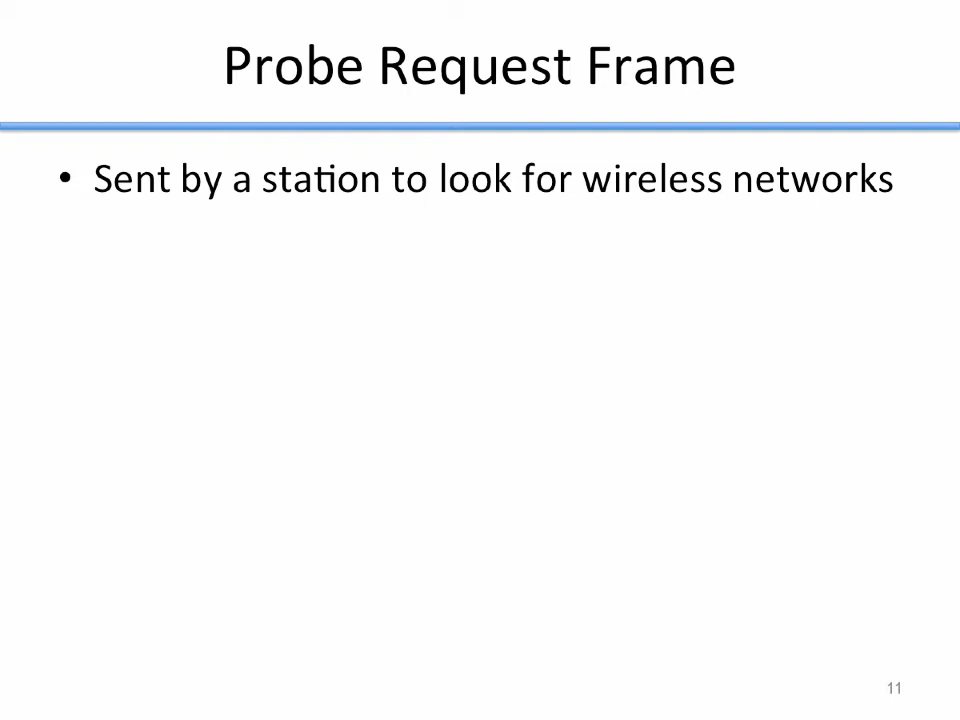 Probe Request Frame
• Sent by a station to look for wireless networks
11